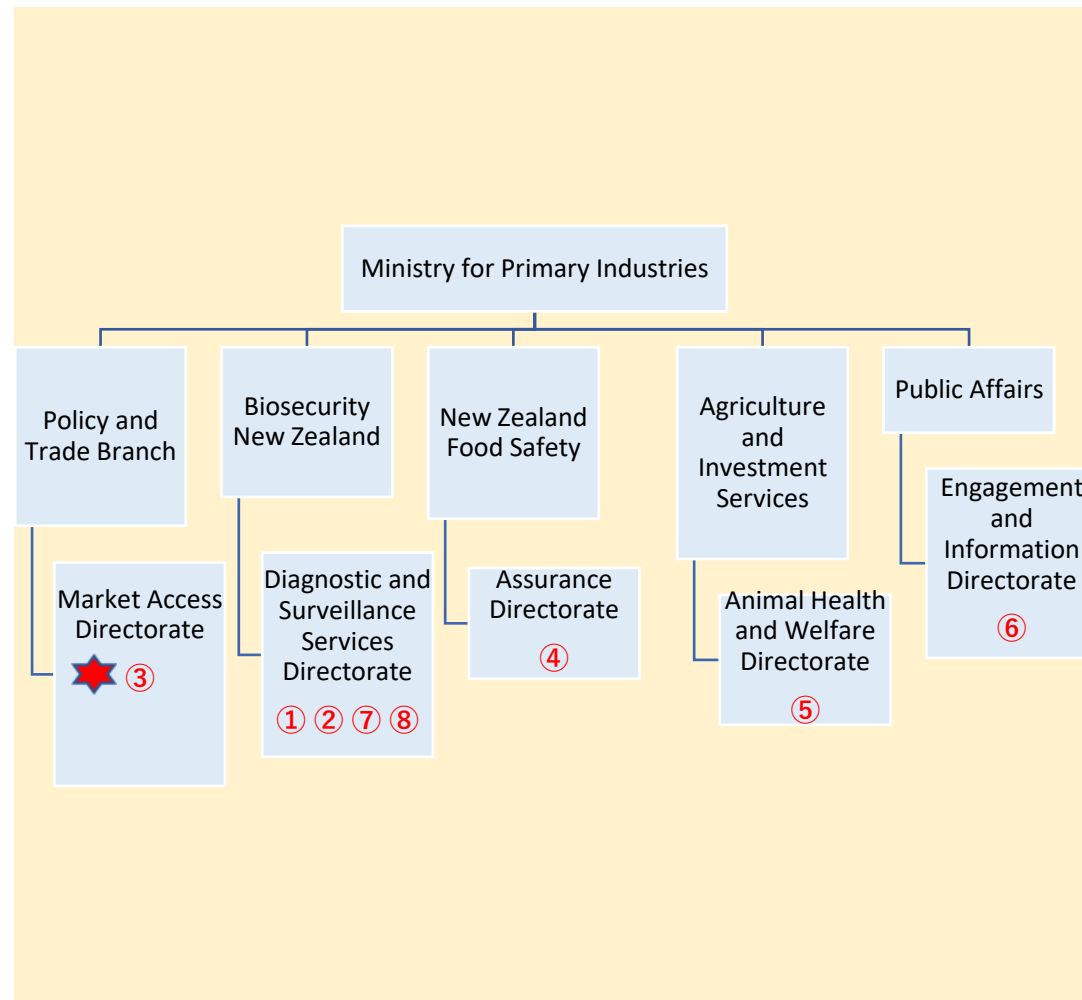 Ministry for Primary Industries
Policy and
Trade Branch
Biosecurity
New Zealand
New Zealand
Food Safety
Agriculture
and
Investment
Services
Public Affairs
Market Access
Directorate
③
Diagnostic and
Surveillance
Services
Directorate
① ② ⑦ ⑧
Assurance
Directorate
④
Animal Health
and Welfare
Directorate
⑤
Engagement
and
Information
Directorate
⑥